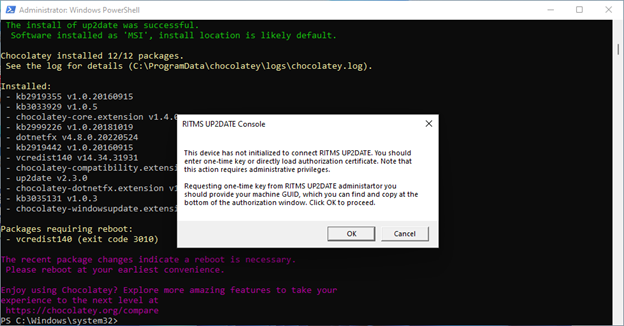 Administrator: Windows PowerShell
The install of up2date was successful.
Software installed as 'MSI', install location is likely default.
Chocolatey installed 12/12 packages.
See the log for details (C:\ProgramData\chocolatey\logs\chocolatey.log).
Installed:
- kb2919355 v1.0.20160915
- kb3033929 v1.0.5
- chocolatey-core.extension v1.4.0
- kb2999226 v1.0.20181019
- dotnetfx v4.8.0.20220524
- kb2919442 v1.0.20160915
- vcredist140 v14.34.31931
- chocolatey-compatibility.extens
- up2date v2.3.0
- chocolatey-dotnetfx.extension v1
- kb3035131 v1.0.3
- chocolatey-windowsupdate.extensi
Packages requiring reboot:
- vcredist140 (exit code 3010)
The recent package changes indicate a reboot is necessary.
Please reboot at your earliest convenience.
Enjoy using Chocolatey? Explore more amazing features to take your
experience to the next level at
https://chocolatey.org/compare
PS C:\Windows\system32>
RITMS UP2DATE Console
This device has not initialized to connect RITMS UP2DATE. You should
enter one-time key or directly load authorization certificate. Note that
this action requires administrative privileges.
Requesting one-time key from RITMS UP2DATE administartor you
should provide your machine GUID, which you can find and copy at the
bottom of the authorization window. Click OK to proceed.
OK
Cancel